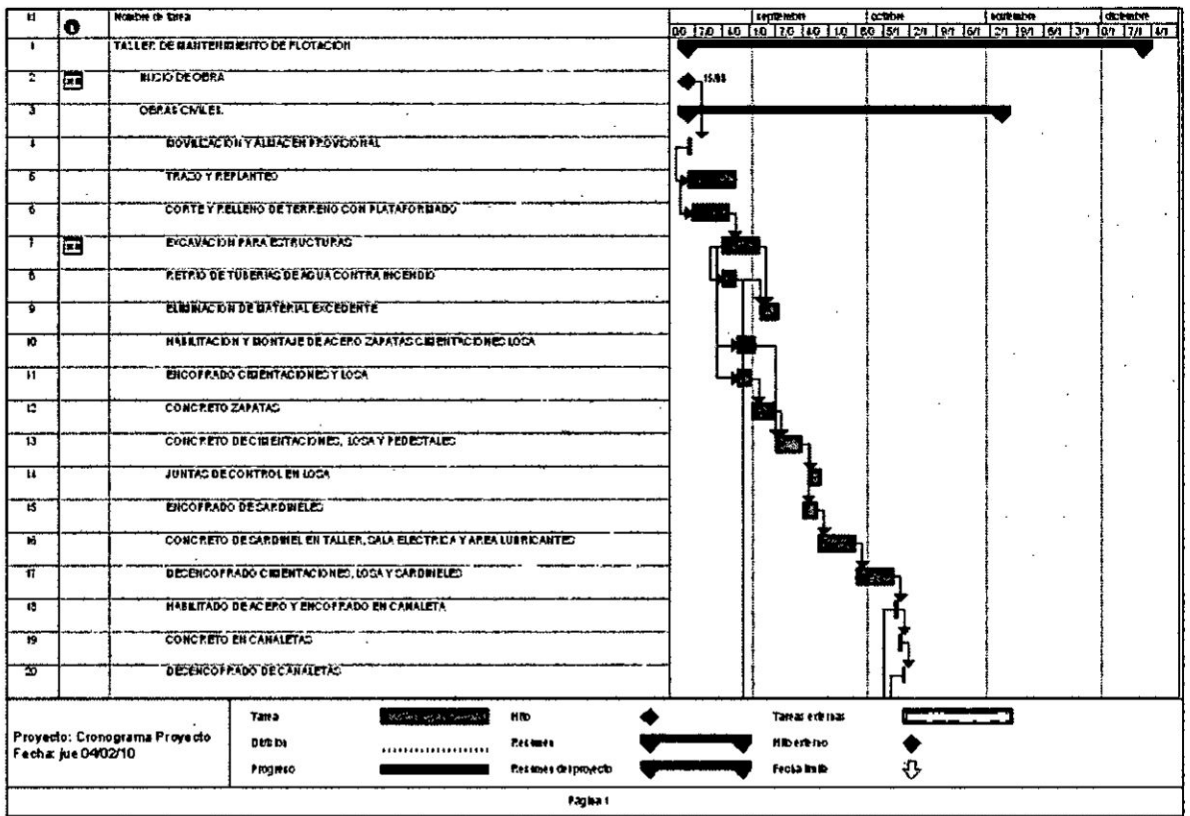 Id Nombre de tarea
septiembre octubre noviembre diciembre
1 TALLER DE MANTENIMIENTO DE FLOTACION
2 INICIO DE OBRA 15/08
3 OBRAS CIVILES
4 MOVILIZACION Y ALMACEN PROVICIONAL
5 TRAZO Y REPLANTEO
6 CORTE Y RELLENO DE TERRENO CON PLATAFORMADO
7 EXCAVACION PARA ESTRUCTURAS
8 RETRIO DE TUBERIAS DE AGUA CONTRA INCENDIO
9 ELIMINACION DE MATERIAL EXCEDENTE
10 HABILITACION Y MONTAJE DE ACERO ZAPATAS CIMENTACIONES LOSA
11 ENCOFRADO CIMENTACIONES Y LOSA
12 CONCRETO ZAPATAS
13 CONCRETO DE CIMENTACIONES, LOSA Y PEDESTALES
14 JUNTAS DE CONTROL EN LOSA
15 ENCOFRADO DE SARDINELES
16 CONCRETO DE SARDINEL EN TALLER, SALA ELECTRICA Y AREA LUBRICANTES
17 DESENCOFRADO CIMENTACIONES, LOSA Y SARDINELES
18 HABILITADO DE ACERO Y ENCOFRADO EN CANALETA
19 CONCRETO EN CANALETAS
20 DESENCOFRADO DE CANALETAS
Proyecto: Cronograma Proyecto
Fecha: jue 04/02/10
Tarea Hito Tareas externas
División Resumen Hito externo
Progreso Resumen del proyecto Fecha límite
Página 1